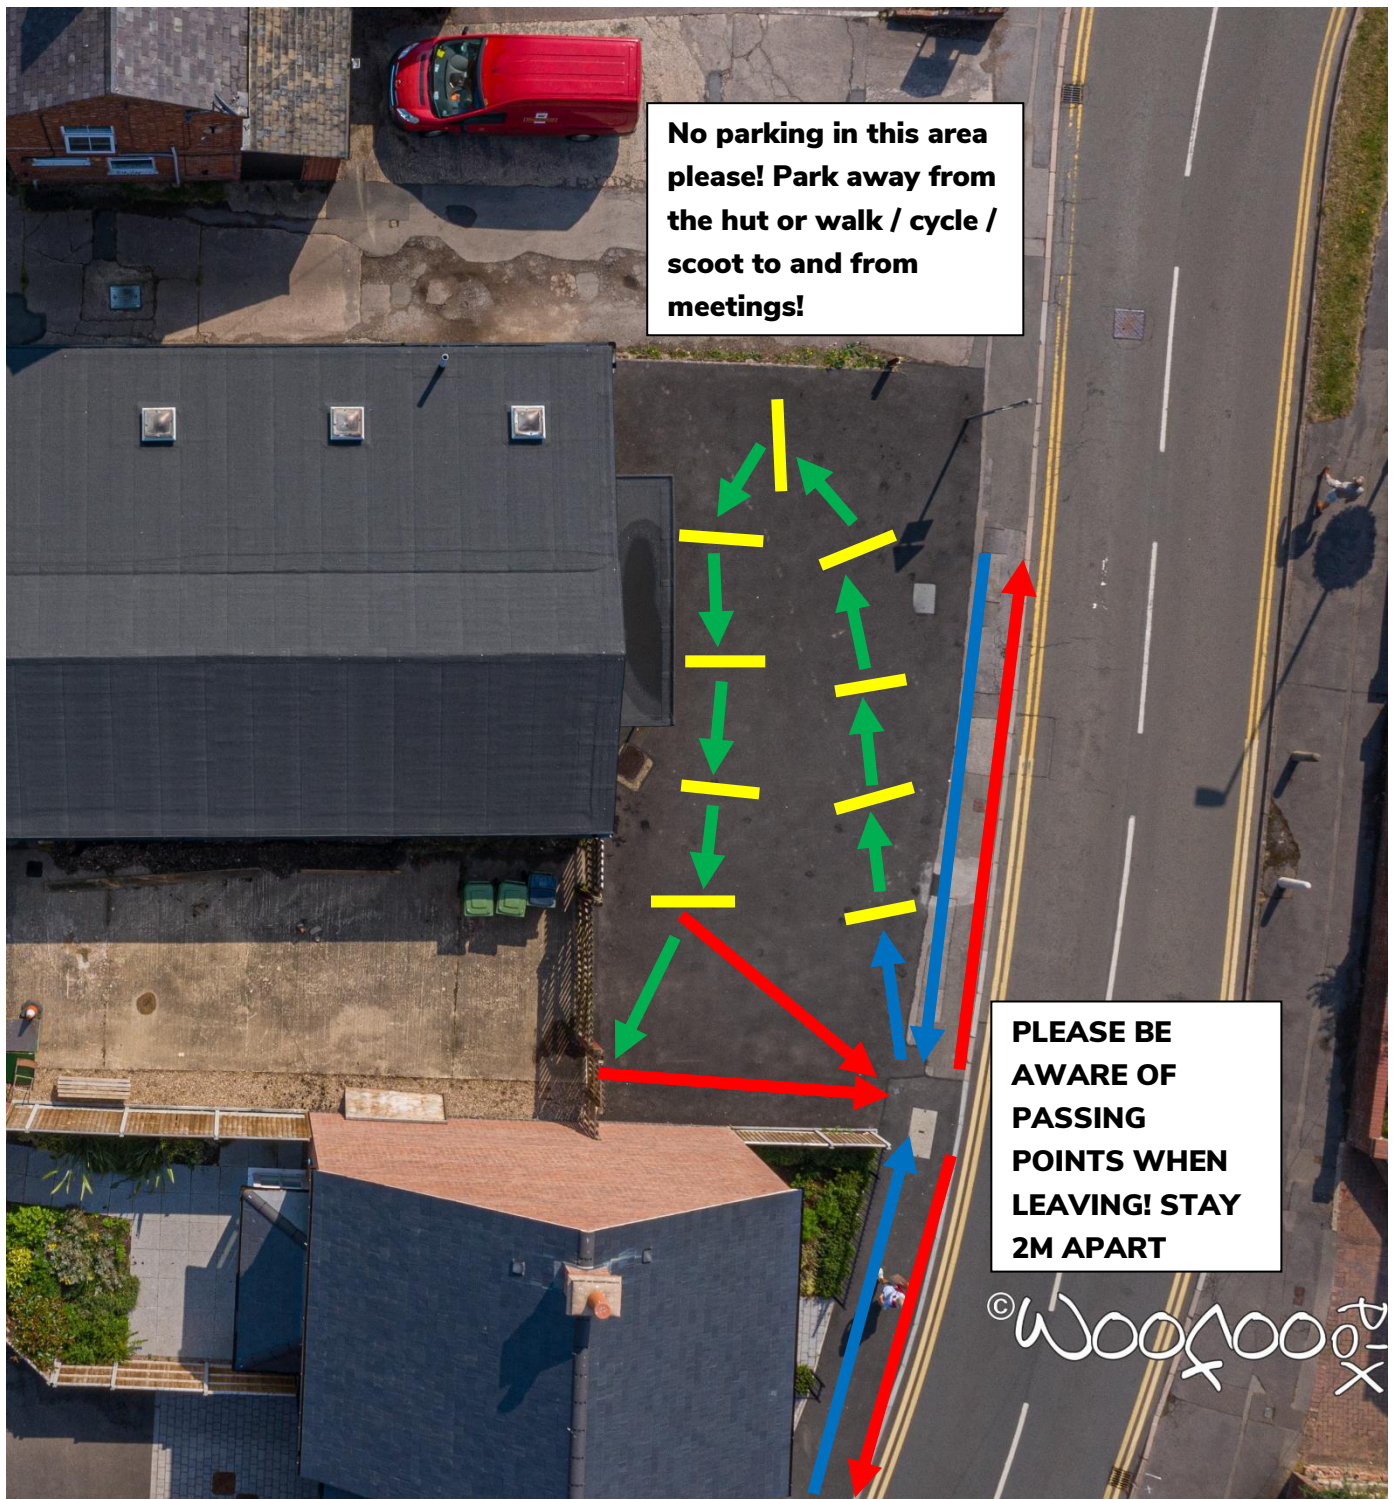 No parking in this area
please! Park away from
the hut or walk / cycle /
scoot to and from
meetings!
PLEASE BE
AWARE OF
PASSING
POINTS WHEN
LEAVING! STAY
2M APART
©Woofoo pix